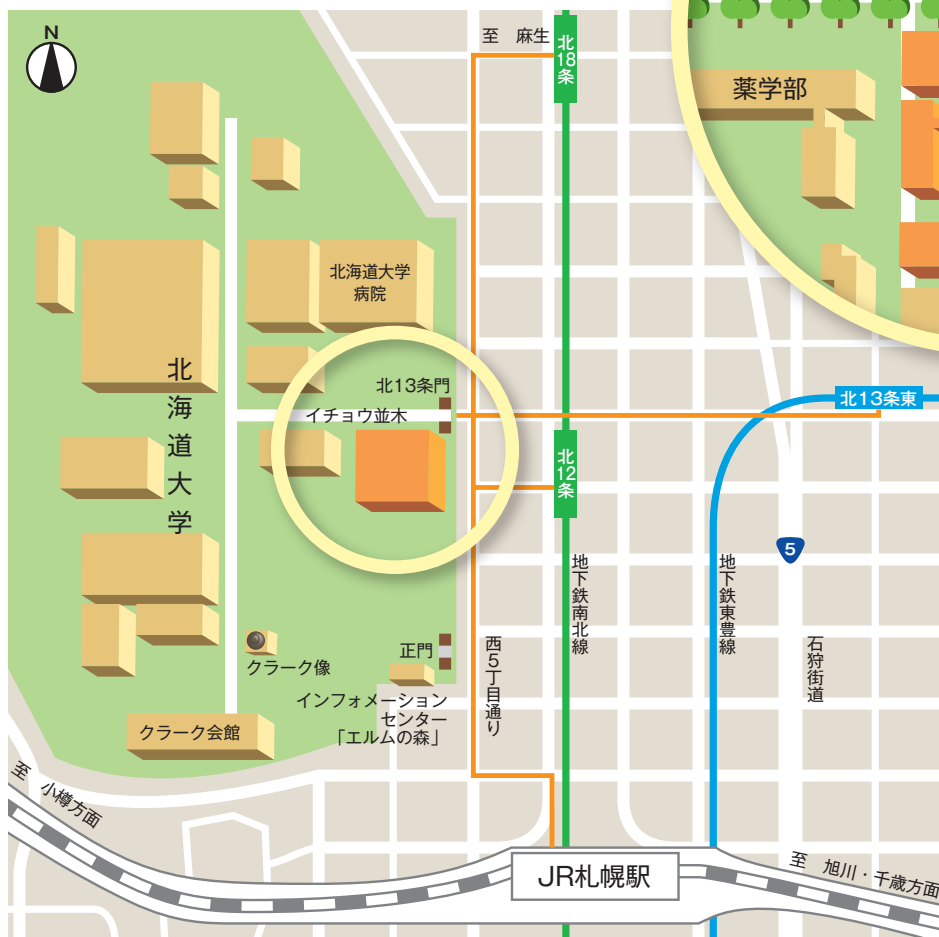 N
至 麻生
北18条
薬学部
北海道大学
病院
北海道大学
北13条門
イチョウ並木
北13条東
北12条
5
地下鉄南北線
地下鉄東豊線
石狩街道
西5丁目通り
正門
クラーク像
インフォメーション
センター
「エルムの森」
クラーク会館
至 小樽方面
JR札幌駅
至 旭川・千歳方面